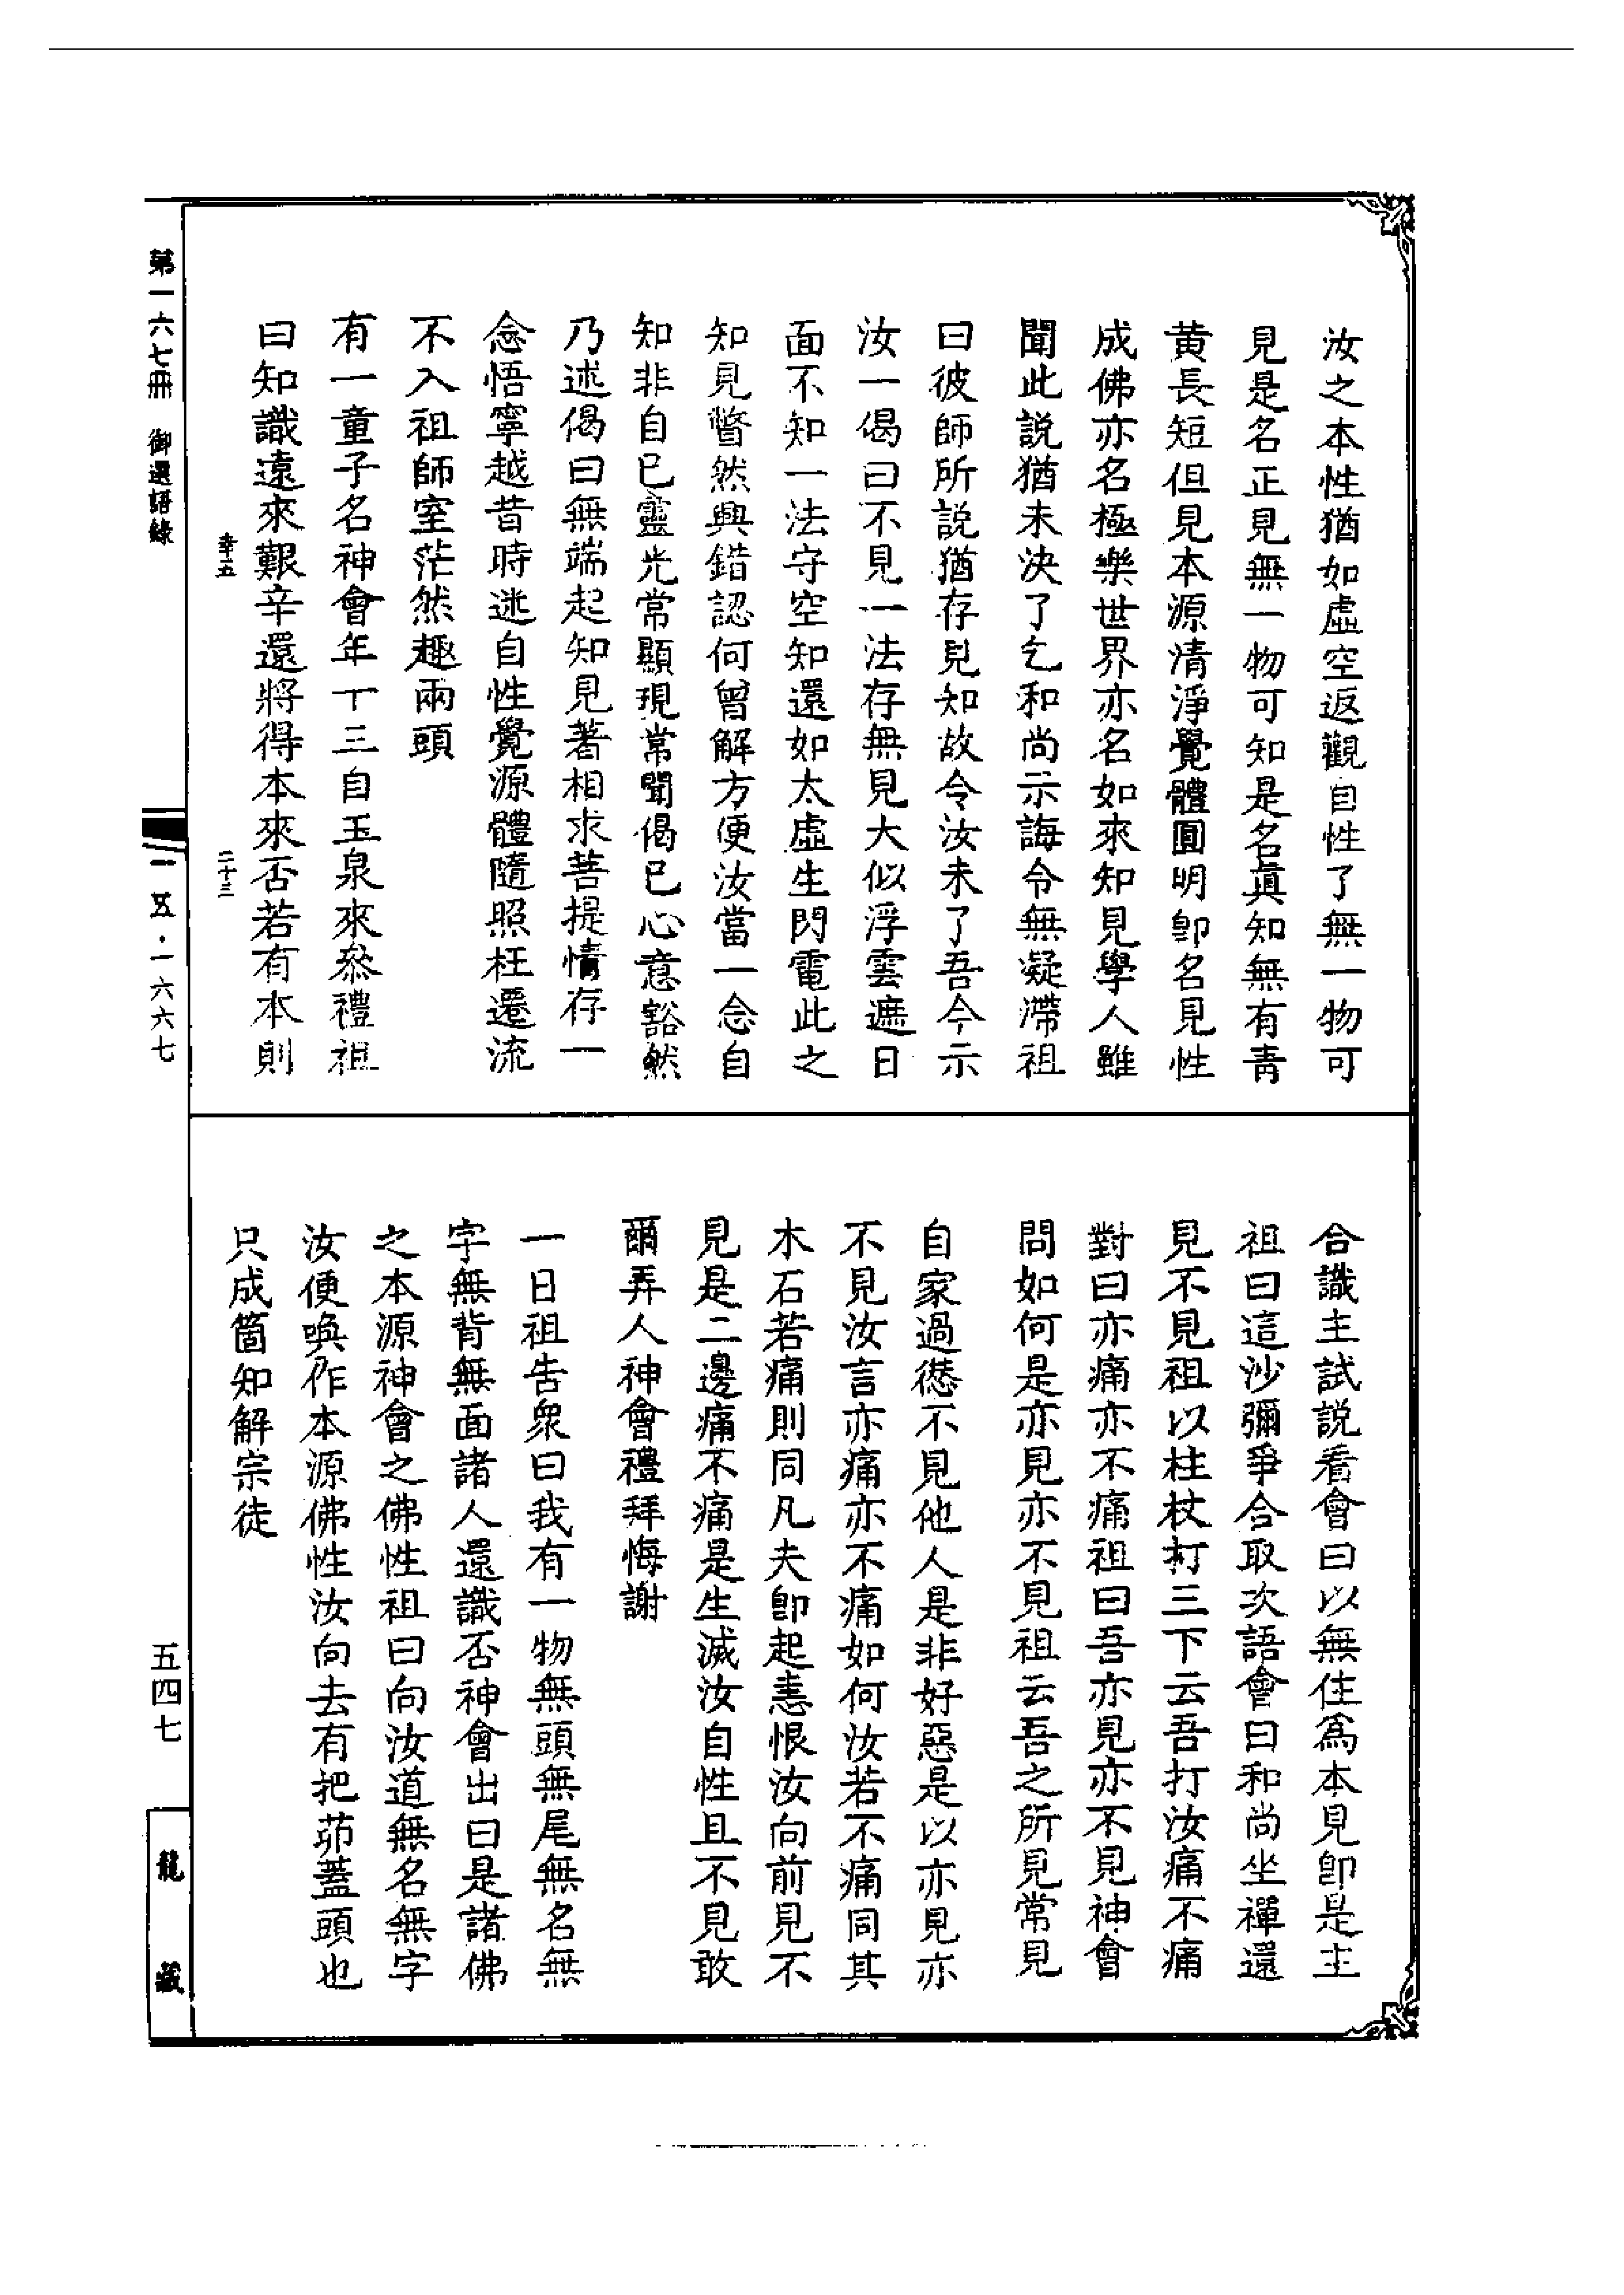 汝之本性猶如虛空返觀自性了無一物可
見是名正見無一物可知是名真知無有青
黄長短但見本源清淨覺體圓明卽名見性
成佛亦名極樂世界亦名如來知見學人雖
聞此説猶未決了乞和尚示誨令無凝滯祖
曰彼師所説猶存見知故令汝未了吾今示
汝一偈曰不見一法存無見大似浮雲遮日
面不知一法守空知還如太虛生閃電此之
知見瞥然興錯認何曾解方便汝當一念自
知非自已靈光常顯現常聞偈已心意豁然
乃述偈曰無端起知見著相求菩提情存一
念悟寧越昔時迷自性覺源體隨照枉遷流
不入祖師室茫然趣兩頭
有一童子名神會年十三自玉泉來叅禮祖
曰知識遠來艱辛還將得本來否若有本則
合識主試説看會曰以無住爲本見卽是主
祖曰這沙彌爭合取次語會曰和尚坐禪還
見不見祖以柱杖打三下云吾打汝痛不痛
對曰亦痛亦不痛祖曰吾亦見亦不見神會
問如何是亦見亦不見祖云吾之所見常見
自家過愆不見他人是非好惡是以亦見亦
不見汝言亦痛亦不痛如何汝若不痛同其
木石若痛則同凡夫卽起恚恨汝向前見不
見是二邊痛不痛是生滅汝自性且不見敢
爾弄人神會禮拜悔謝
一日祖告衆曰我有一物無頭無尾無名無
字無背無面諸人還識否神會出曰是諸佛
之本源神會之佛性祖曰向汝道無名無字
汝便喚作本源佛性汝向去有把茆蓋頭也
只成箇知解宗徒
幸五
二十三
第一六七冊 御選語錄
一五·一六六七
五四七
龍藏